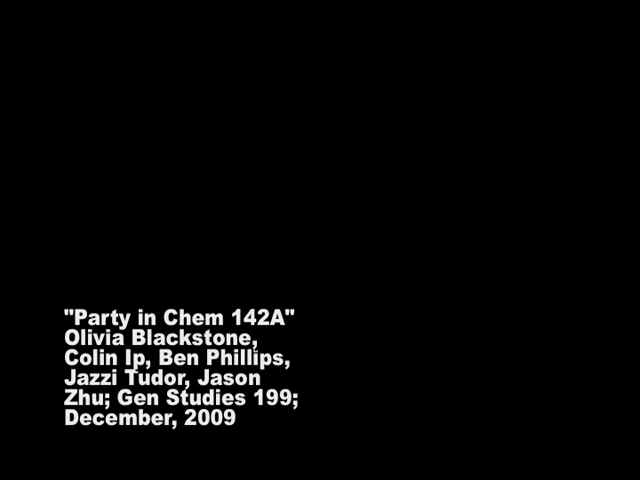 "Party in Chem 142A"
Olivia Blackstone,
Colin Ip, Ben Phillips,
Jazzi Tudor, Jason
Zhu; Gen Studies 199;
December, 2009